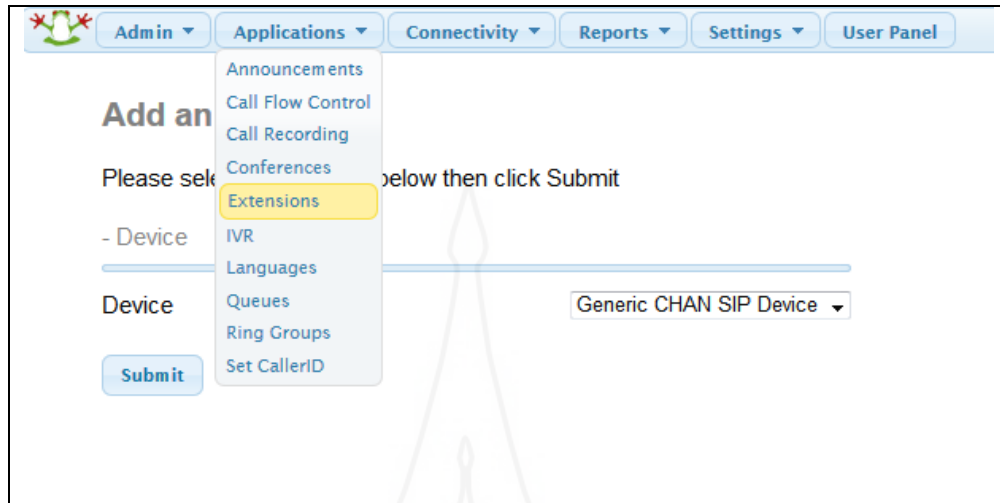 Admin Applications Connectivity Reports Settings User Panel
Announcements
Call Flow Control
Call Recording
Conferences
Extensions
IVR
Languages
Queues
Ring Groups
Set CallerID
Add an
Please below then click Submit
- Device
Device Generic CHAN SIP Device
Submit